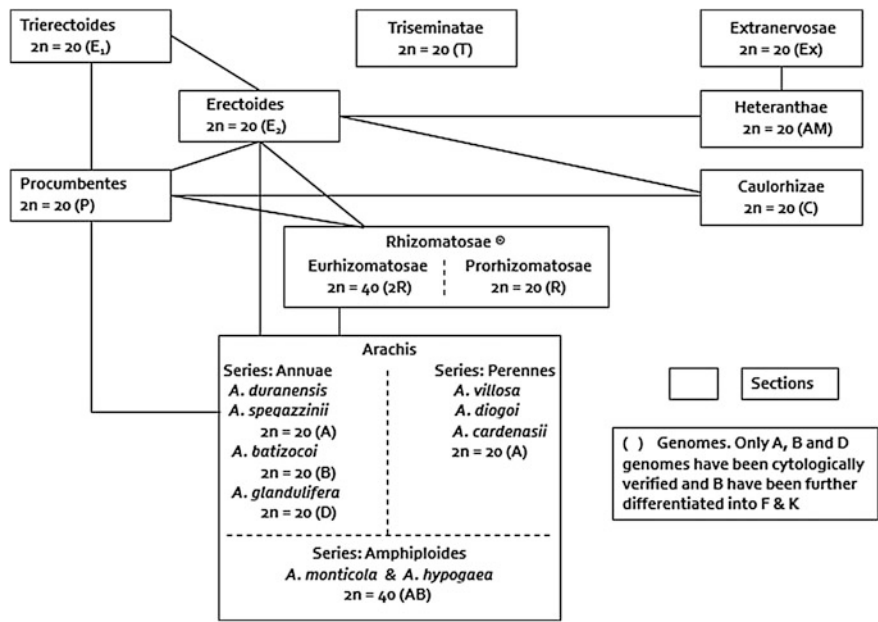 Trierectoides
2n = 20 (E₁)
Triseminatae
2n = 20 (T)
Extranervosae
2n = 20 (Ex)
Erectoides
2n = 20 (E₂)
Heteranthae
2n = 20 (AM)
Procumbentes
2n = 20 (P)
Caulorhizae
2n = 20 (C)
Rhizomatosae ®
Eurhizomatosae
2n = 40 (2R)
Prorhizomatosae
2n = 20 (R)
Arachis
Series: Annuae
A. duranensis
A. spegazzinii
2n = 20 (A)
A. batizocoi
2n = 20 (B)
A. glandulifera
2n = 20 (D)
Series: Perennes
A. villosa
A. diogoi
A. cardenasii
2n = 20 (A)
Series: Amphiploides
A. monticola & A. hypogaea
2n = 40 (AB)
Sections
( ) Genomes. Only A, B and D
genomes have been cytologically
verified and B have been further
differentiated into F & K